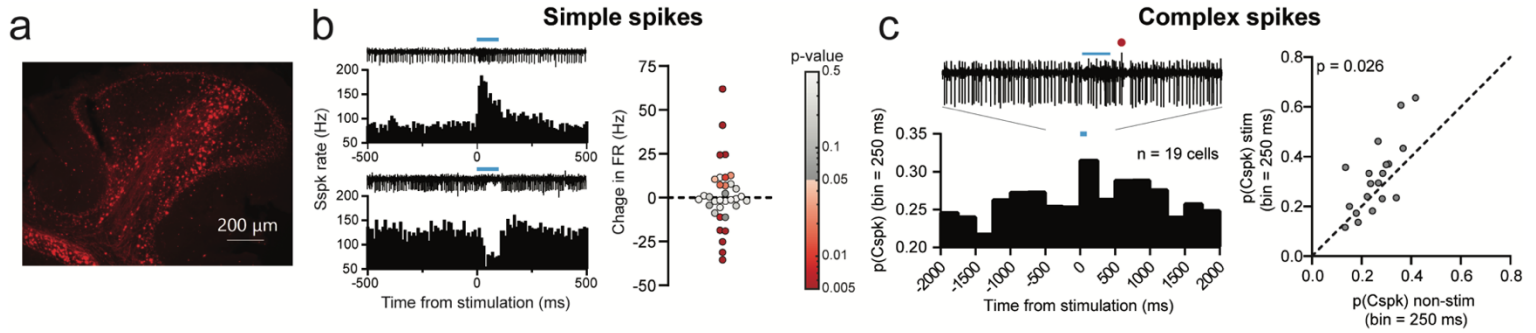 a
200 µm
b
Simple spikes
Sspk rate (Hz)
200
150
100
50
-500
0
500
200
150
100
50
-500
0
500
Time from stimulation (ms)
Chage in FR (Hz)
75
50
25
0
-25
-50
p-value
0.5
0.1
0.05
0.01
0.005
c
Complex spikes
p(Cspk) (bin = 250 ms)
0.35
0.30
0.25
0.20
n = 19 cells
-2000
-1500
-1000
-500
0
500
1000
1500
2000
Time from stimulation (ms)
p(Cspk) stim
(bin = 250 ms)
0.8
0.6
0.4
0.2
0.0
p = 0.026
0.0
0.2
0.4
0.6
0.8
p(Cspk) non-stim
(bin = 250 ms)